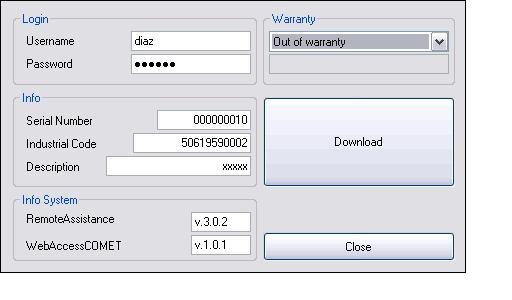 Login
Username diaz
Password ●●●●●●
Warranty
Out of warranty
Info
Serial Number 000000010
Industrial Code 50619590002
Description xxxxx
Download
Info System
RemoteAssistance v.3.0.2
WebAccessCOMET v.1.0.1
Close